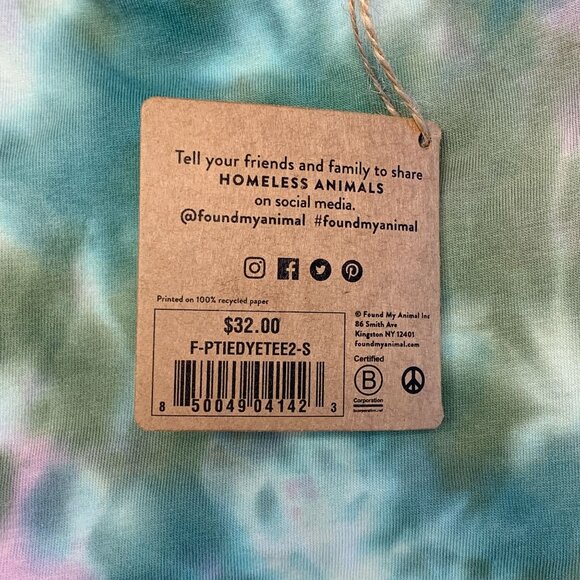 Tell your friends and family to share
HOMELESS ANIMALS
on social media.
@foundmyanimal #foundmyanimal
Printed on 100% recycled paper
$32.00
F-PTIEDYETEE2-S
8 50049 04142 3
© Found My Animal Inc
86 Smith Ave
Kingston NY 12401
foundmyanimal.com
Certified
B
Corporation
bcorporation.net